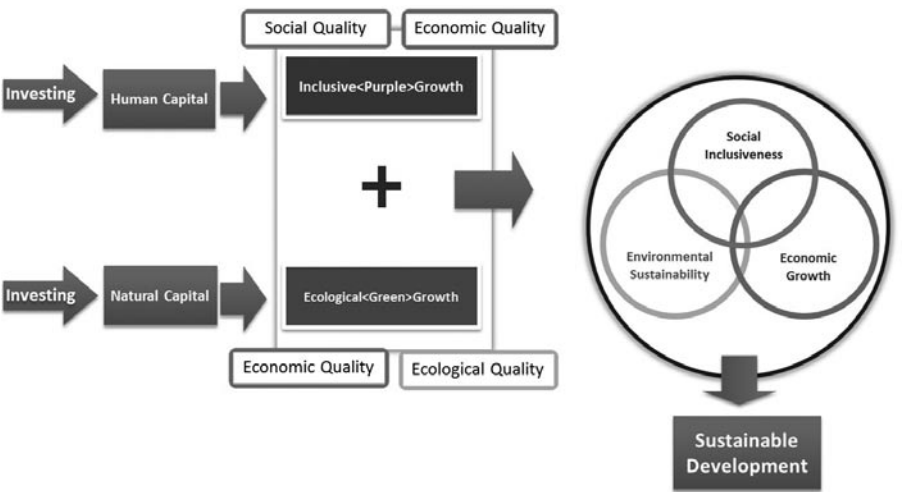 Social Quality
Economic Quality
Investing
Human Capital
Inclusive<Purple>Growth
+
Investing
Natural Capital
Ecological<Green>Growth
Economic Quality
Ecological Quality
Social
Inclusiveness
Environmental
Sustainability
Economic
Growth
Sustainable
Development